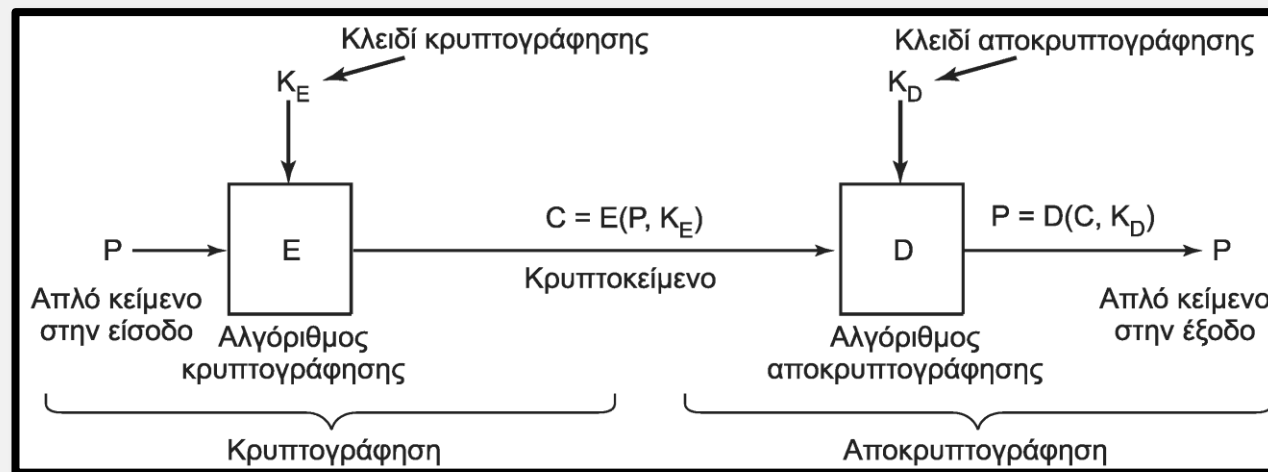 Κλειδί κρυπτογράφησης
Κλειδί αποκρυπτογράφησης
K_E
K_D
C = E(P, K_E)
P = D(C, K_D)
P
E
D
P
Κρυπτοκείμενο
Απλό κείμενο
στην είσοδο
Αλγόριθμος
κρυπτογράφησης
Αλγόριθμος
αποκρυπτογράφησης
Απλό κείμενο
στην έξοδο
Κρυπτογράφηση
Αποκρυπτογράφηση